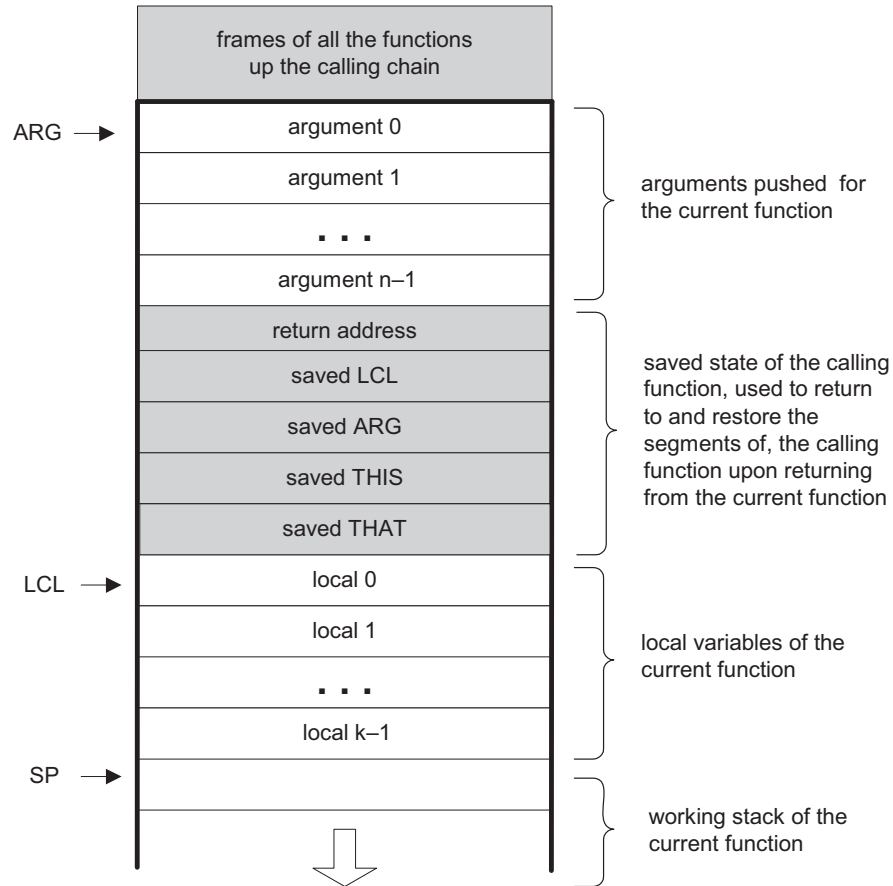 frames of all the functions
up the calling chain
ARG
argument 0
argument 1
. . .
argument n–1
arguments pushed for
the current function
return address
saved LCL
saved ARG
saved THIS
saved THAT
saved state of the calling
function, used to return
to and restore the
segments of, the calling
function upon returning
from the current function
LCL
local 0
local 1
. . .
local k–1
local variables of the
current function
SP
working stack of the
current function